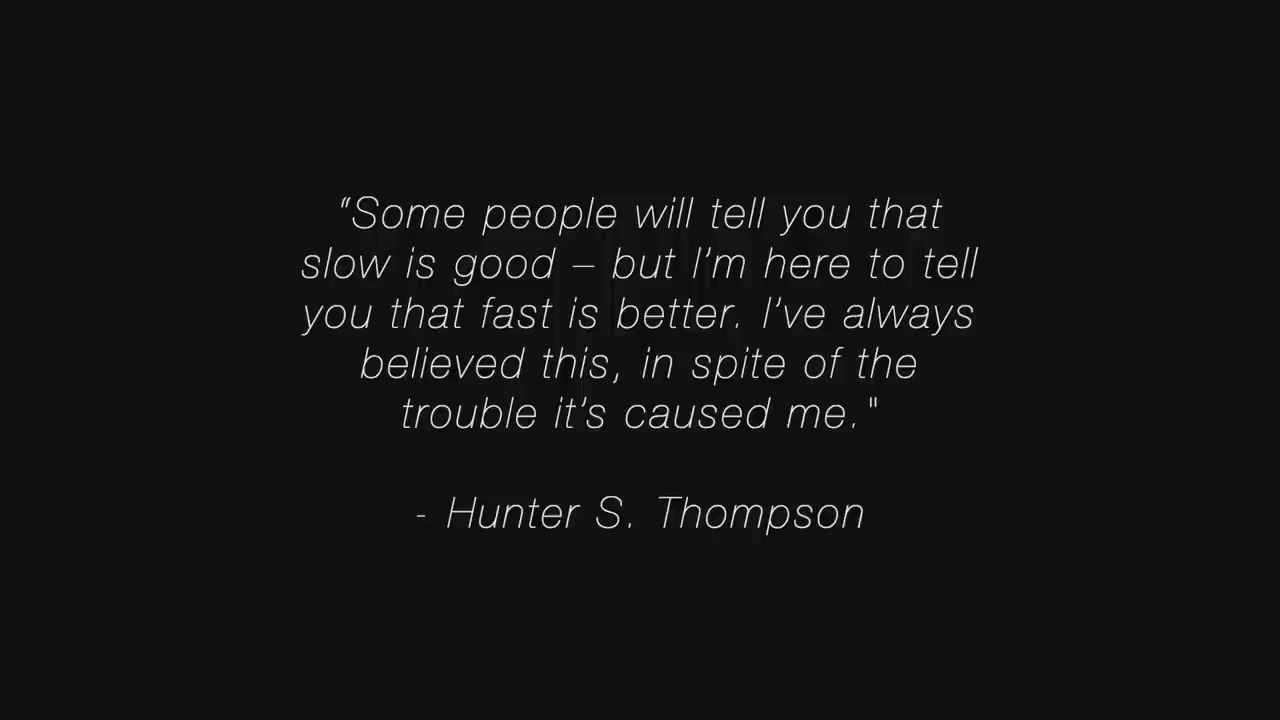 “Some people will tell you that
slow is good – but I’m here to tell
you that fast is better. I’ve always
believed this, in spite of the
trouble it’s caused me."
- Hunter S. Thompson